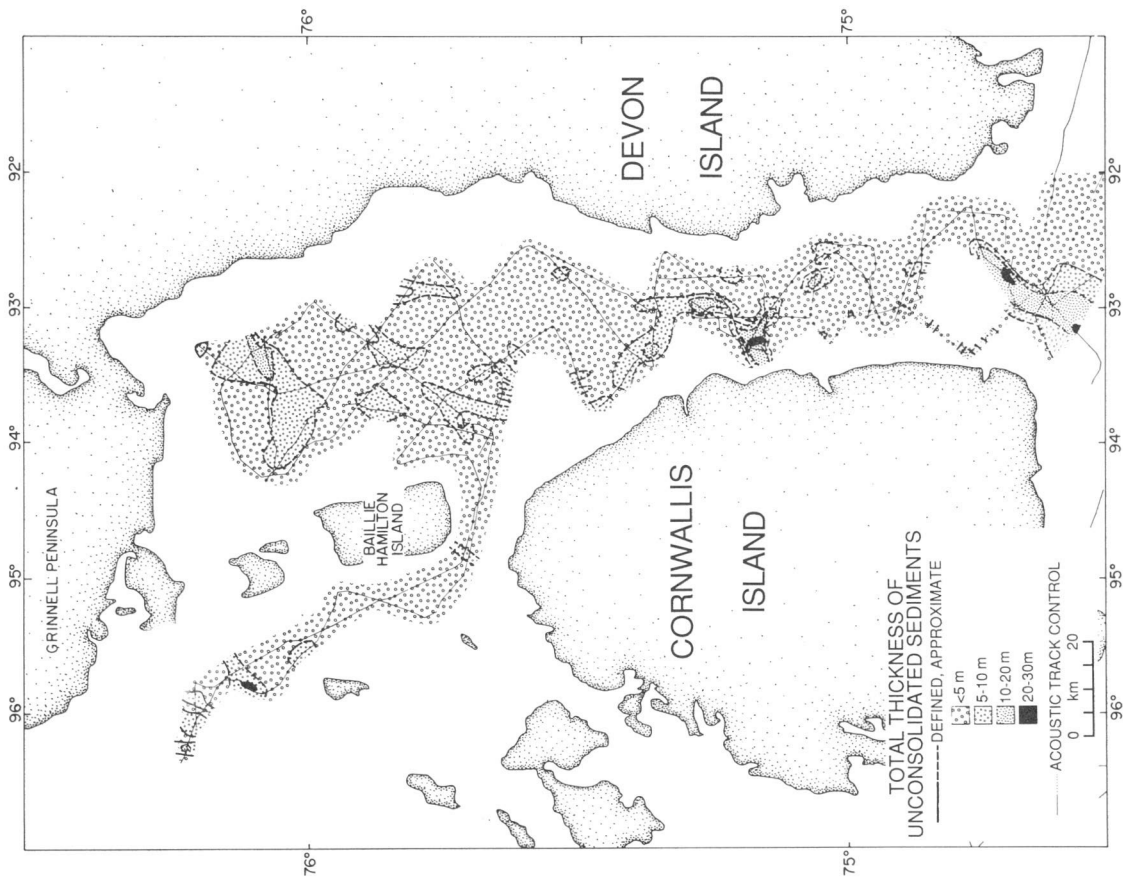 76°
75°
92°
93°
94°
95°
96°
92°
93°
94°
95°
96°
76°
75°
GRINNELL PENINSULA
DEVON
ISLAND
BAILLIE
HAMILTON
ISLAND
CORNWALLIS
ISLAND
TOTAL THICKNESS OF
UNCONSOLIDATED SEDIMENTS
DEFINED, APPROXIMATE
<5 m
5-10 m
10-20 m
20-30 m
0 km 20
ACOUSTIC TRACK CONTROL